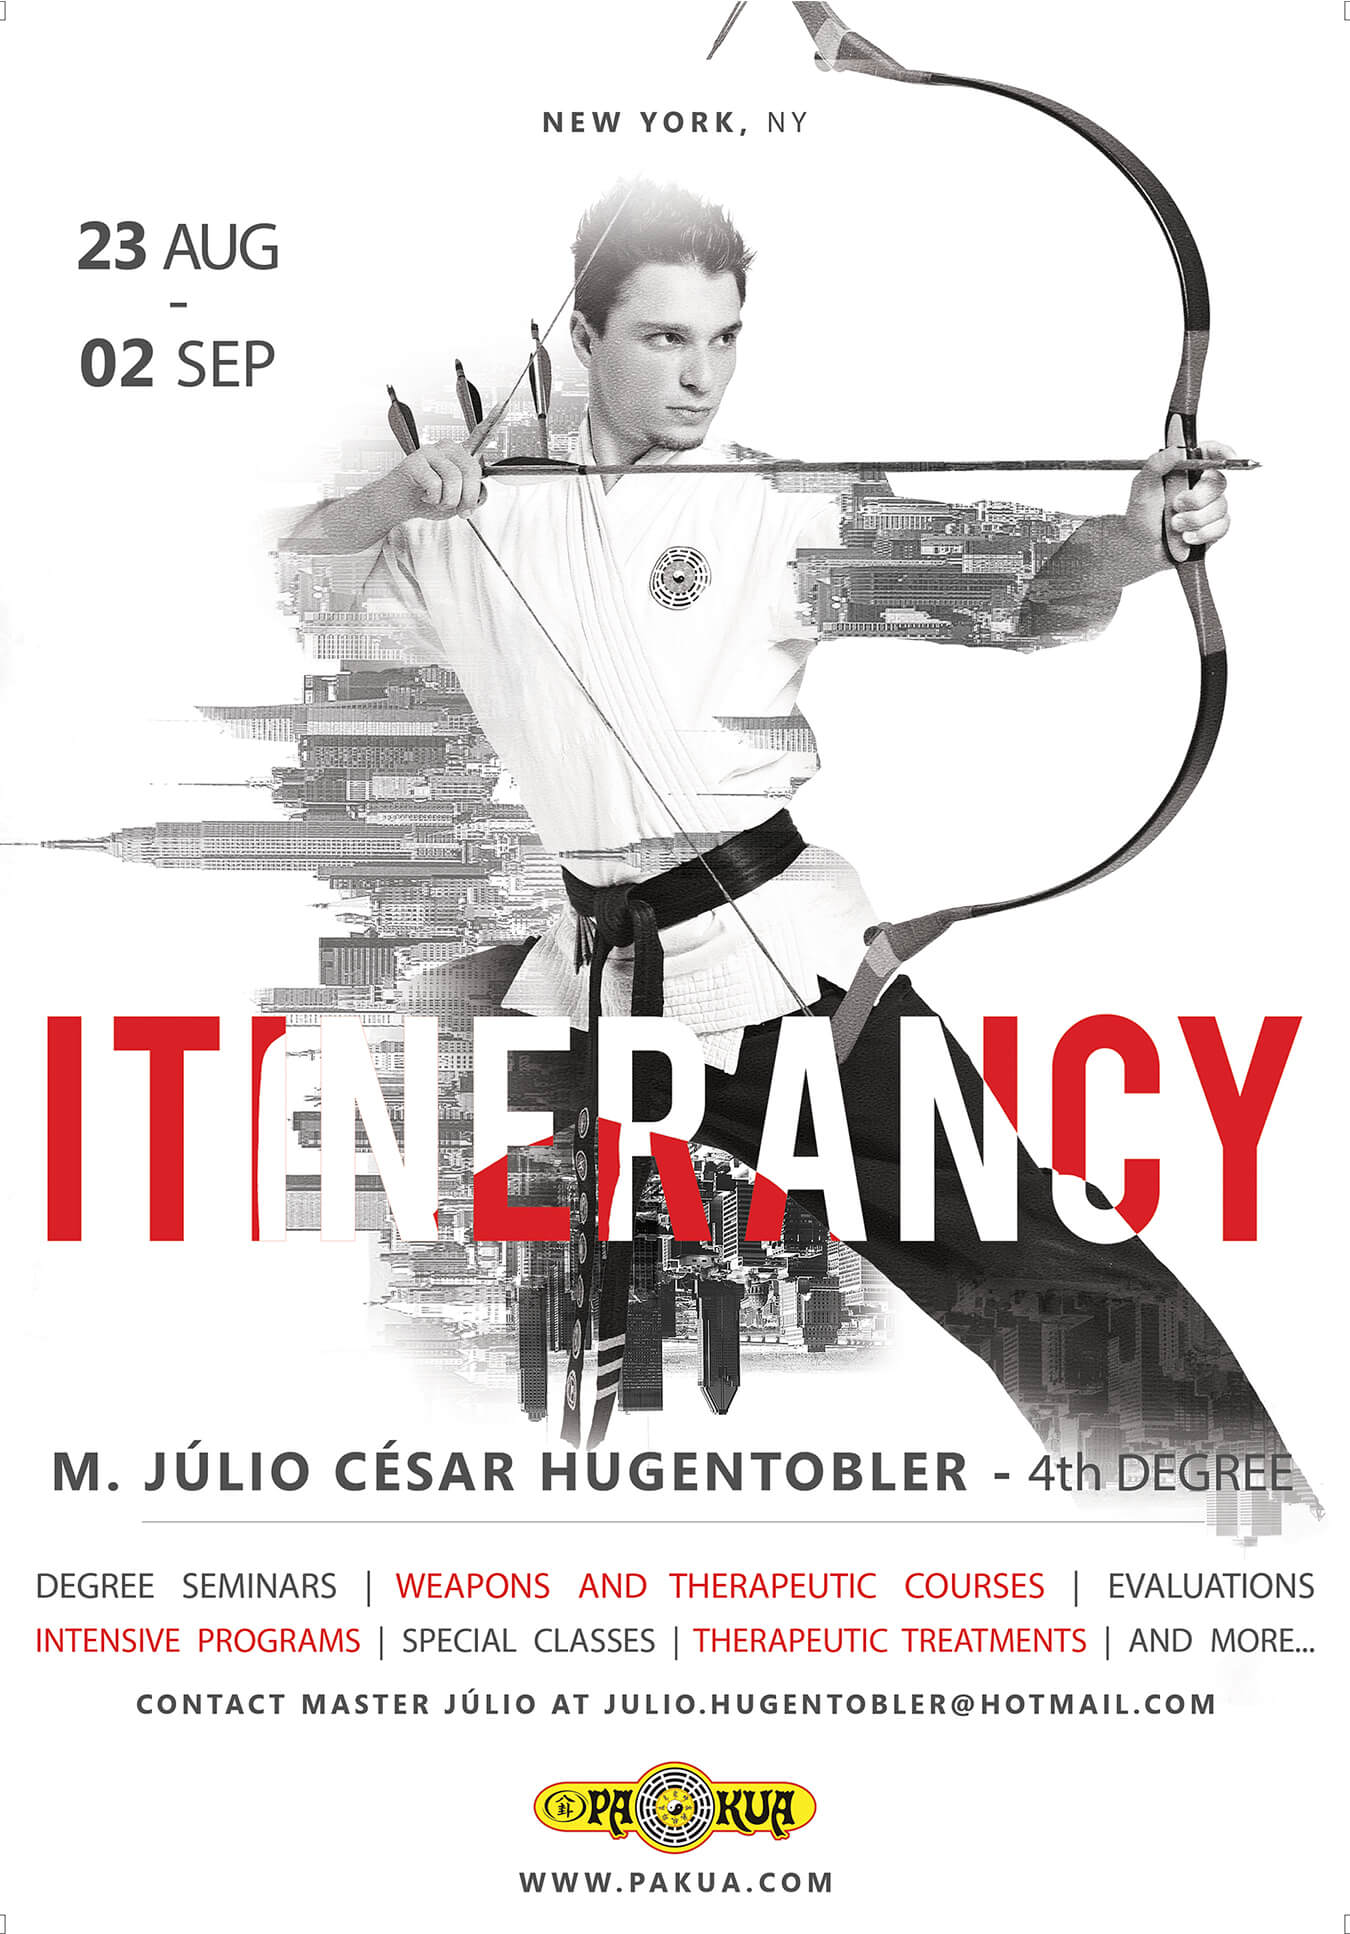 NEW YORK, NY
23 AUG
-
02 SEP
ITINERANCY
M. JÚLIO CÉSAR HUGENTOBLER - 4th DEGREE
DEGREE SEMINARS | WEAPONS AND THERAPEUTIC COURSES | EVALUATIONS
INTENSIVE PROGRAMS | SPECIAL CLASSES | THERAPEUTIC TREATMENTS | AND MORE...
CONTACT MASTER JÚLIO AT JULIO.HUGENTOBLER@HOTMAIL.COM
八卦 PA KUA
WWW.PAKUA.COM